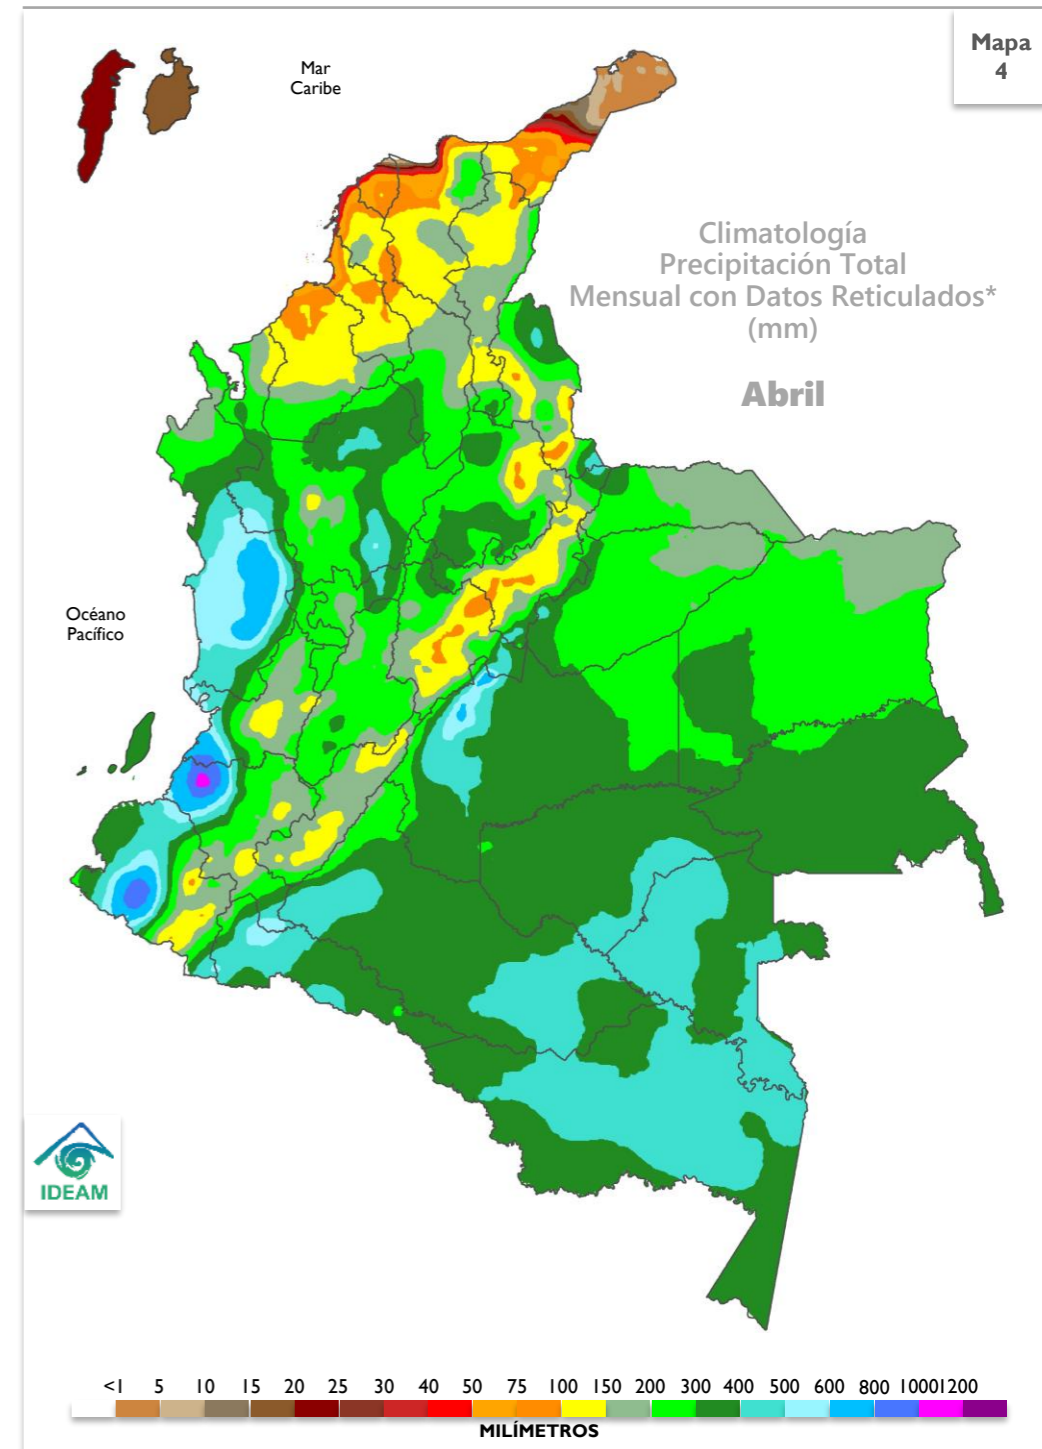 Mapa
4
Mar
Caribe
Climatología
Precipitación Total
Mensual con Datos Reticulados*
(mm)
Abril
Océano
Pacífico
IDEAM
<1 5 10 15 20 25 30 40 50 75 100 150 200 300 400 500 600 800 1000 1200
MILÍMETROS